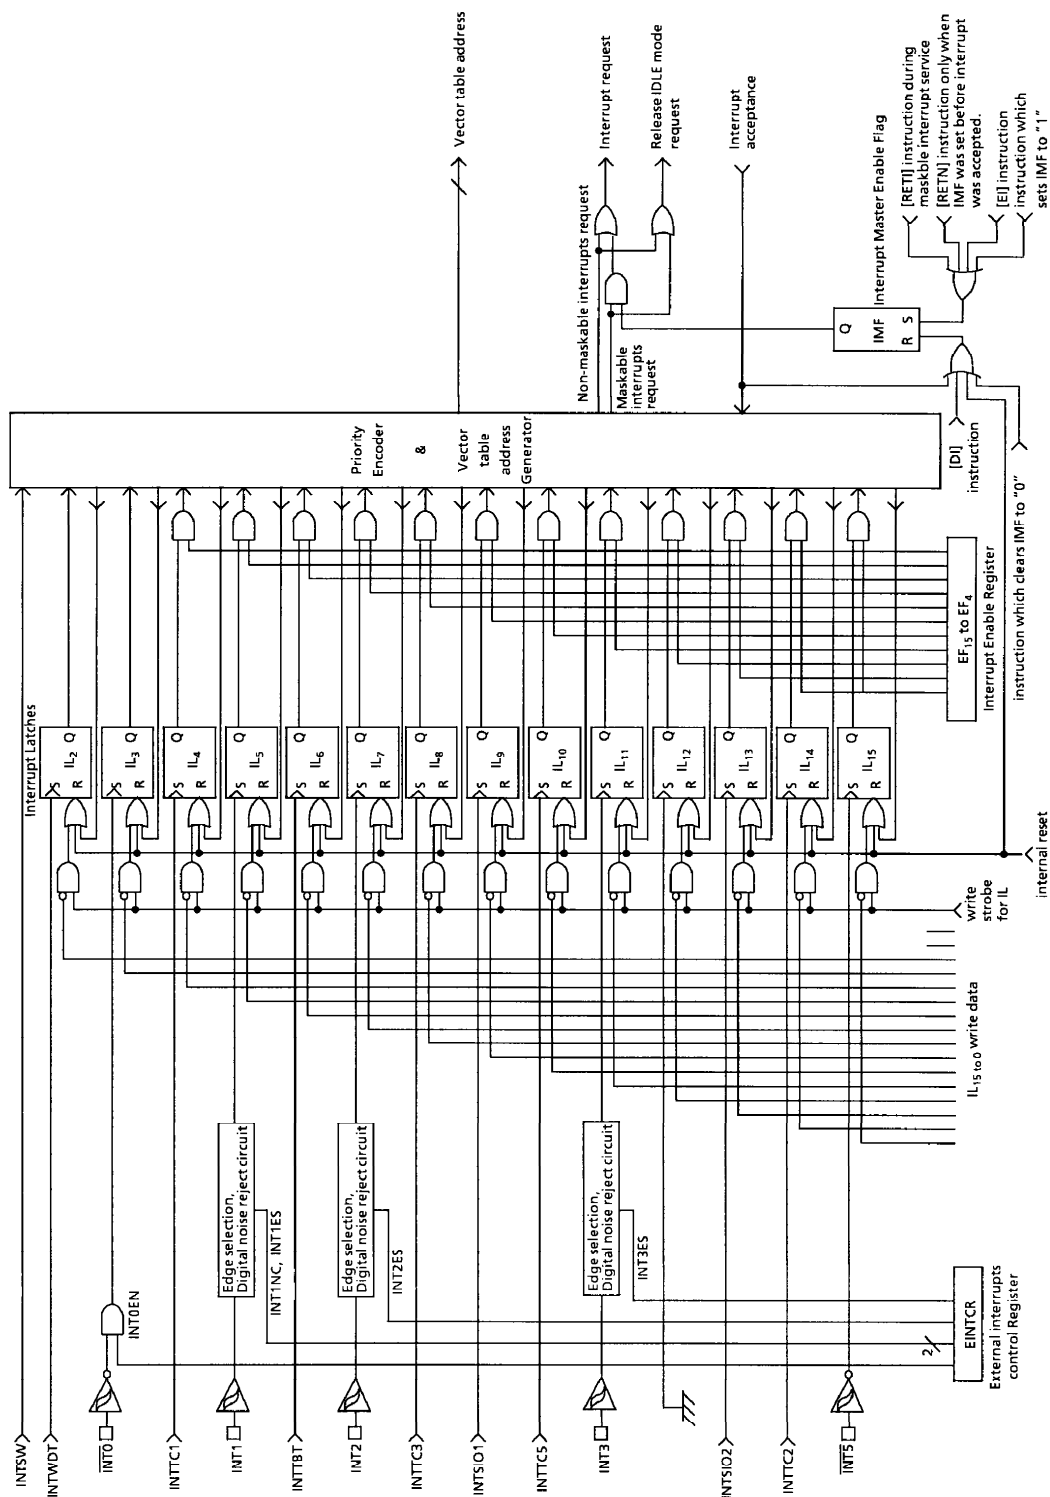 INTSW
INTWDT
INT0
INTTC1
INT1
INTTBT
INT2
INTTC3
INTSIO1
INTTC5
INT3
INTSIO2
INTTC2
INT5
INT0EN
Edge selection,
Digital noise reject circuit
INT1NC, INT1ES
Edge selection,
Digital noise reject circuit
INT2ES
Edge selection,
Digital noise reject circuit
INT3ES
2
EINTCR
External interrupts
control Register
IL15 to 0 write data
write
strobe
for IL
internal reset
Interrupt Latches
S
IL2
Q
R
S
IL3
Q
R
S
IL4
Q
R
S
IL5
Q
R
S
IL6
Q
R
S
IL7
Q
R
S
IL8
Q
R
S
IL9
Q
R
S
IL10
Q
R
S
IL11
Q
R
S
IL12
Q
R
S
IL13
Q
R
S
IL14
Q
R
S
IL15
Q
R
EF15 to EF4
Interrupt Enable Register
instruction which clears IMF to "0"
[DI]
instruction
Priority
Encoder
&
Vector
table
address
Generator
Vector table address
Non-maskable interrupts request
Maskable
interrupts
request
Interrupt request
Release IDLE mode
request
Interrupt
acceptance
Q
IMF
R S
Interrupt Master Enable Flag
[RETI] instruction during
maskble interrupt service
[RETN] instruction only when
IMF was set before interrupt
was accepted.
[EI] instruction
instruction which
sets IMF to "1"